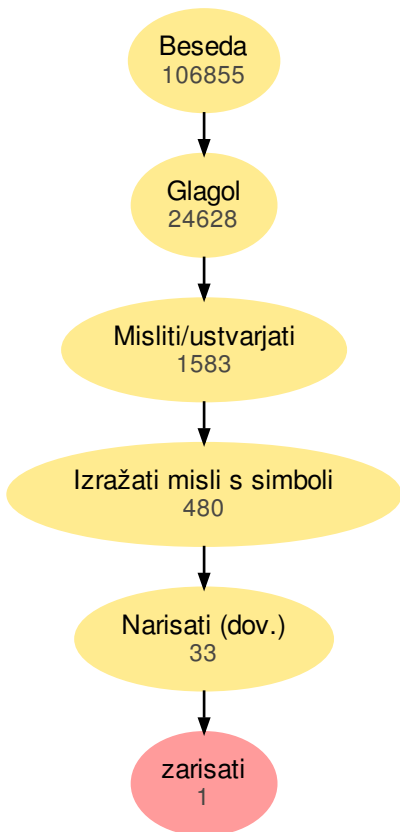 Beseda
106855
Glagol
24628
Misliti/ustvarjati
1583
Izražati misli s simboli
480
Narisati (dov.)
33
zarisati
1